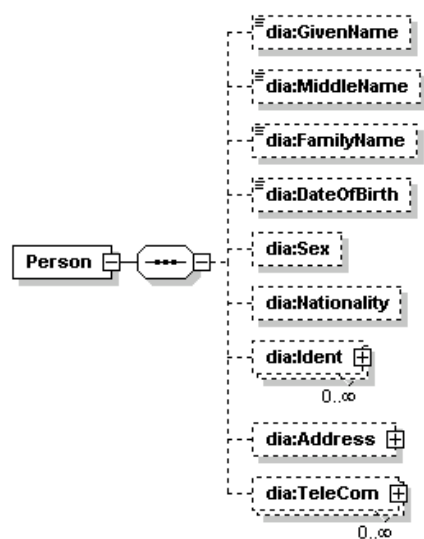 dia:GivenName
dia:MiddleName
dia:FamilyName
dia:DateOfBirth
dia:Sex
Person
dia:Nationality
dia:Ident
0..∞
dia:Address
dia:TeleCom
0..∞